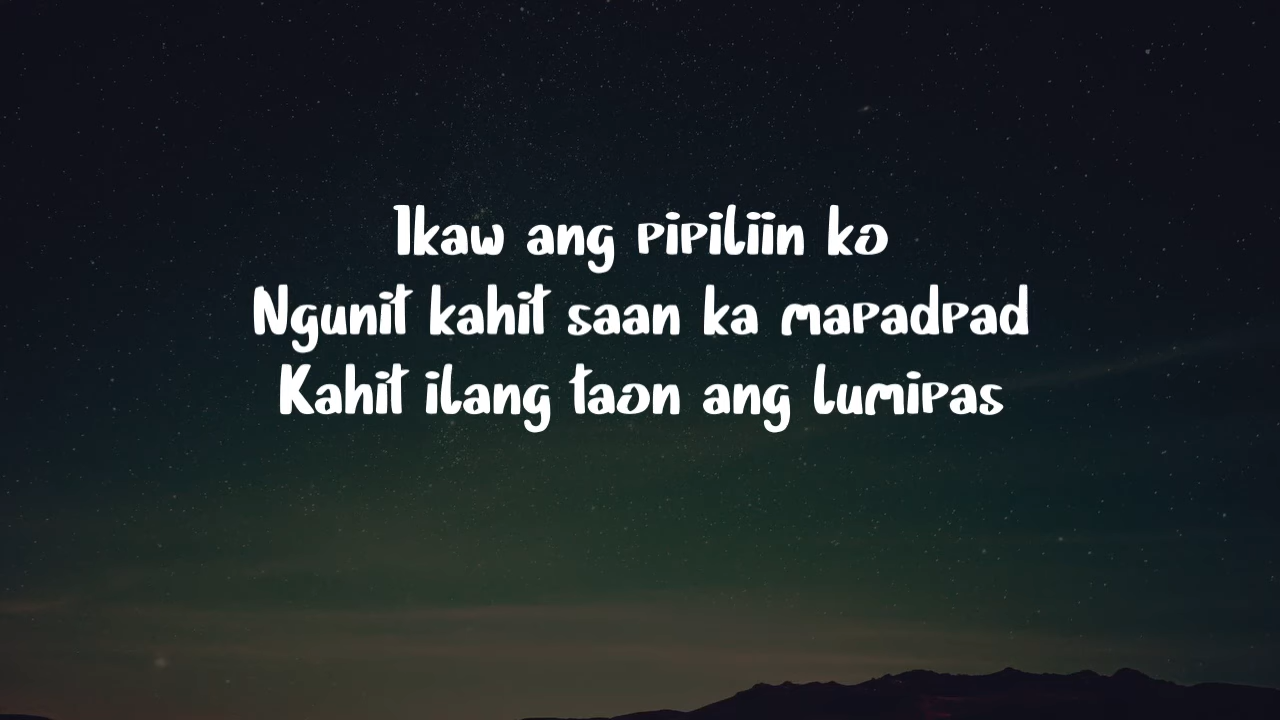 Ikaw ang pipiliin ko
Ngunit kahit saan ka mapadpad
Kahit ilang taon ang lumipas